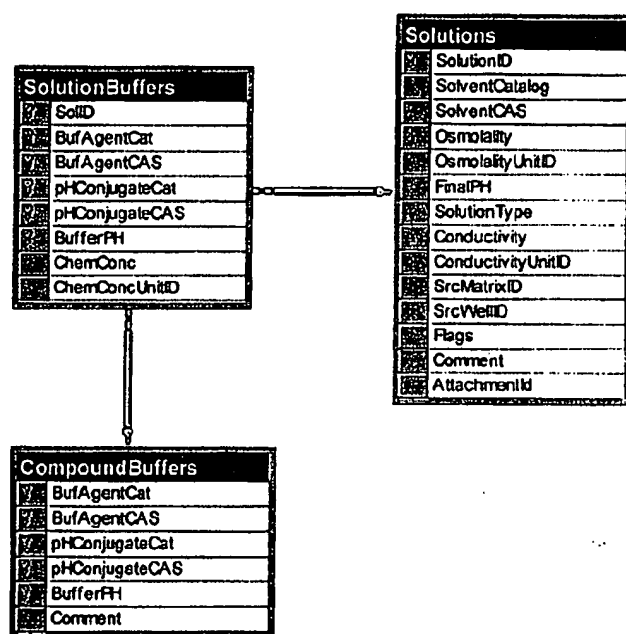 SolutionBuffers
SolID
BufAgentCat
BufAgentCAS
pHConjugateCat
pHConjugateCAS
BufferPH
ChemConc
ChemConcUnitID
Solutions
SolutionID
SolventCatalog
SolventCAS
Osmolality
OsmolalityUnitID
FinalPH
SolutionType
Conductivity
ConductivityUnitID
SrcMatrixID
SrcWellID
Flags
Comment
AttachmentId
CompoundBuffers
BufAgentCat
BufAgentCAS
pHConjugateCat
pHConjugateCAS
BufferPH
Comment